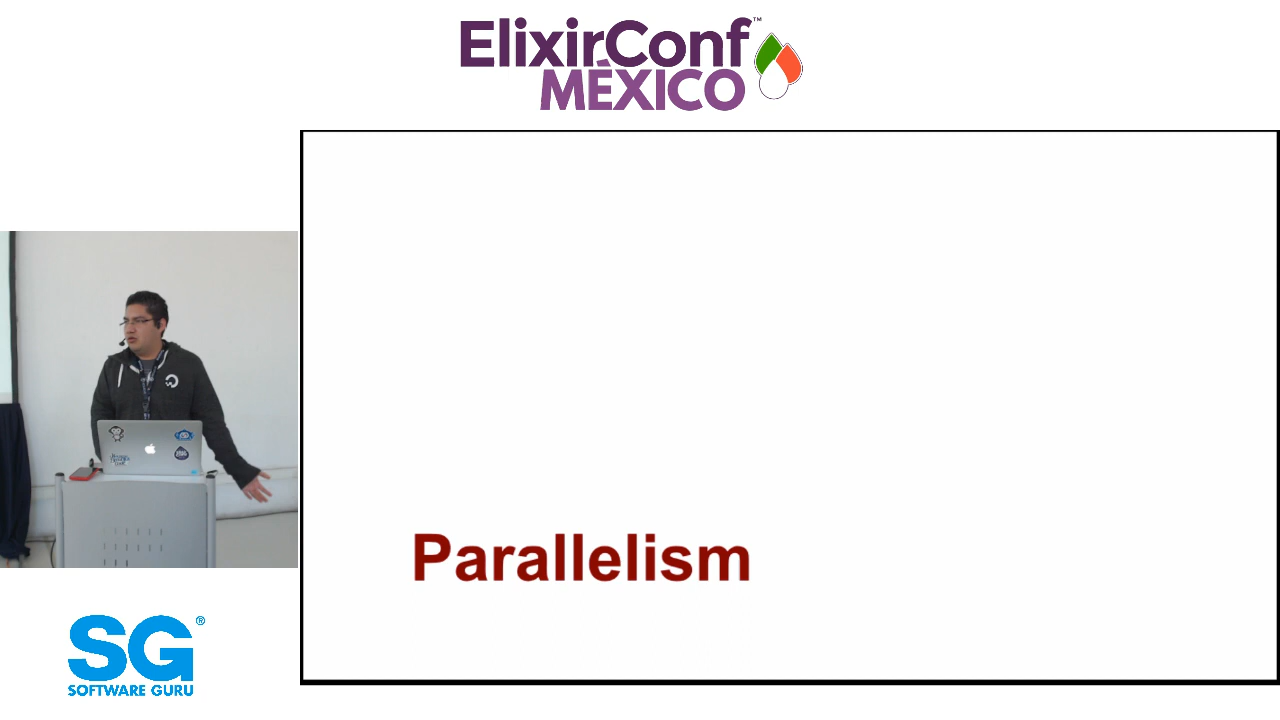 ElixirConf™
MÉXICO
Parallelism
SG®
SOFTWARE GURU